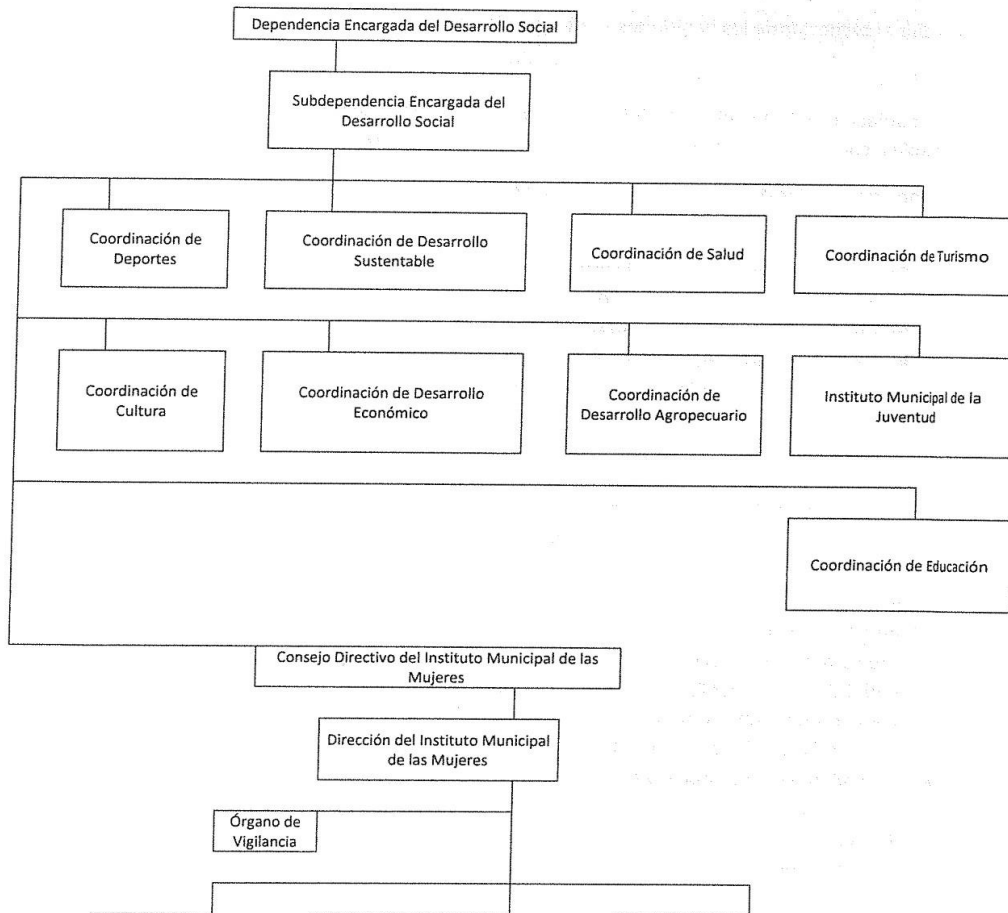 Dependencia Encargada del Desarrollo Social
Subdependencia Encargada del
Desarrollo Social
Coordinación de
Deportes
Coordinación de Desarrollo
Sustentable
Coordinación de Salud
Coordinación de Turismo
Coordinación de
Cultura
Coordinación de Desarrollo
Económico
Coordinación de
Desarrollo Agropecuario
Instituto Municipal de la
Juventud
Coordinación de Educación
Consejo Directivo del Instituto Municipal de las
Mujeres
Dirección del Instituto Municipal
de las Mujeres
Órgano de
Vigilancia